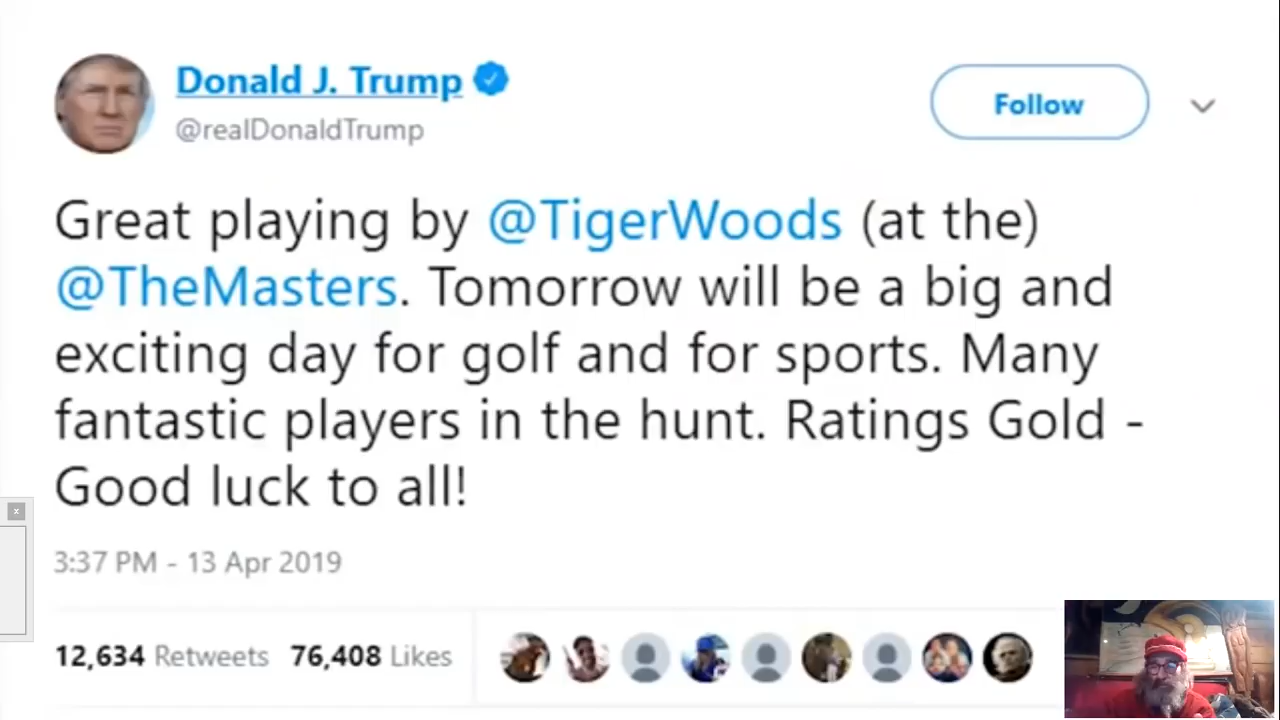 Donald J. Trump
@realDonaldTrump
Follow
Great playing by @TigerWoods (at the)
@TheMasters. Tomorrow will be a big and
exciting day for golf and for sports. Many
fantastic players in the hunt. Ratings Gold -
Good luck to all!
3:37 PM - 13 Apr 2019
12,634 Retweets 76,408 Likes